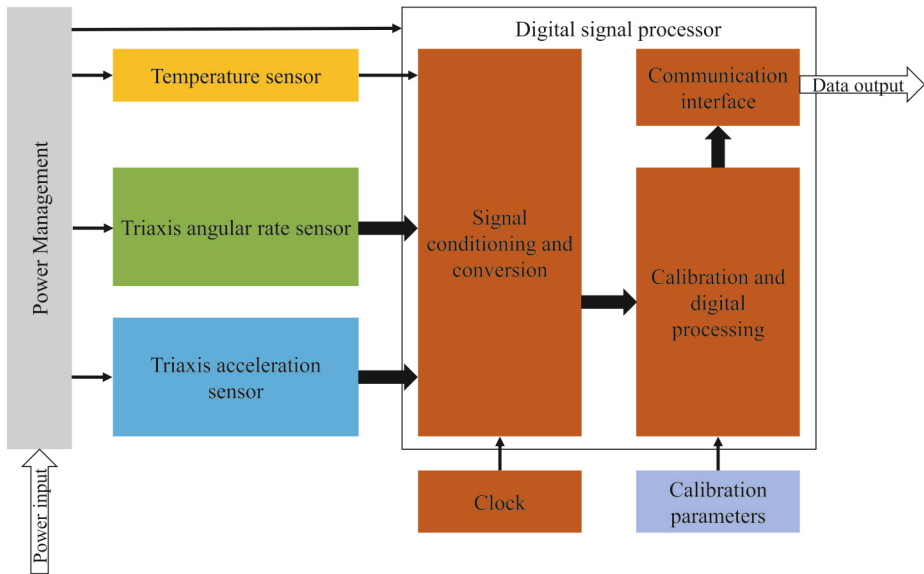 Digital signal processor
Temperature sensor
Communication
interface
Data output
Power Management
Triaxis angular rate sensor
Signal
conditioning and
conversion
Calibration and
digital
processing
Triaxis acceleration
sensor
Power input
Clock
Calibration
parameters